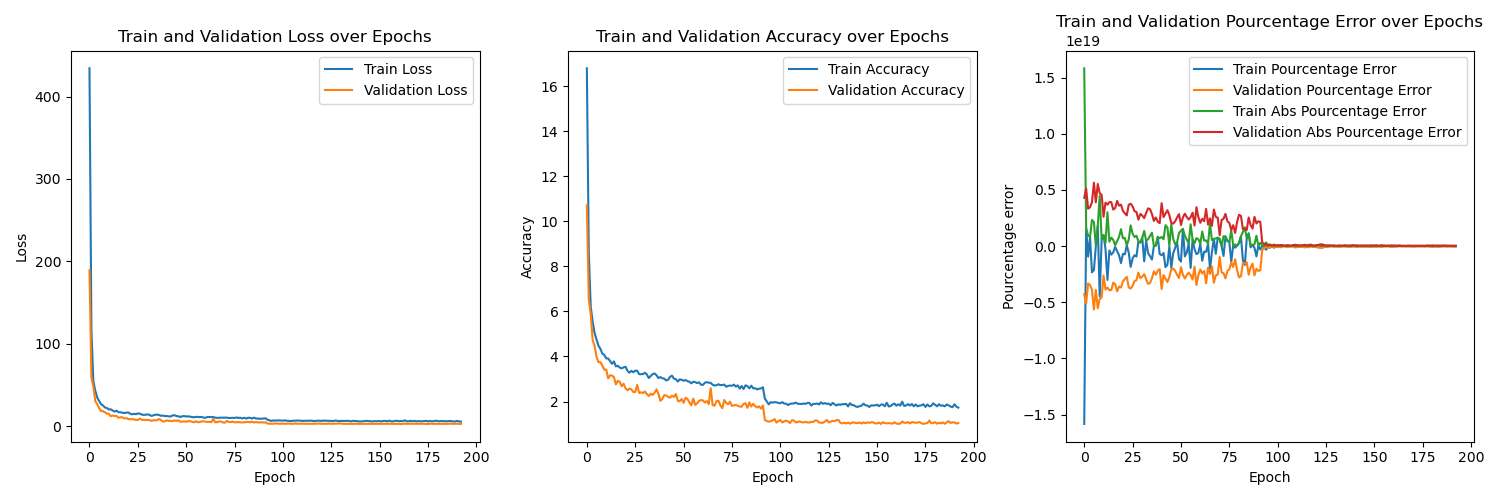 Train and Validation Loss over Epochs
Train Loss
Validation Loss
Loss
400
300
200
100
0
0 25 50 75 100 125 150 175 200
Epoch
Train and Validation Accuracy over Epochs
Train Accuracy
Validation Accuracy
Accuracy
16
14
12
10
8
6
4
2
0 25 50 75 100 125 150 175 200
Epoch
Train and Validation Pourcentage Error over Epochs
1e19
Train Pourcentage Error
Validation Pourcentage Error
Train Abs Pourcentage Error
Validation Abs Pourcentage Error
Pourcentage error
1.5
1.0
0.5
0.0
−0.5
−1.0
−1.5
0 25 50 75 100 125 150 175 200
Epoch